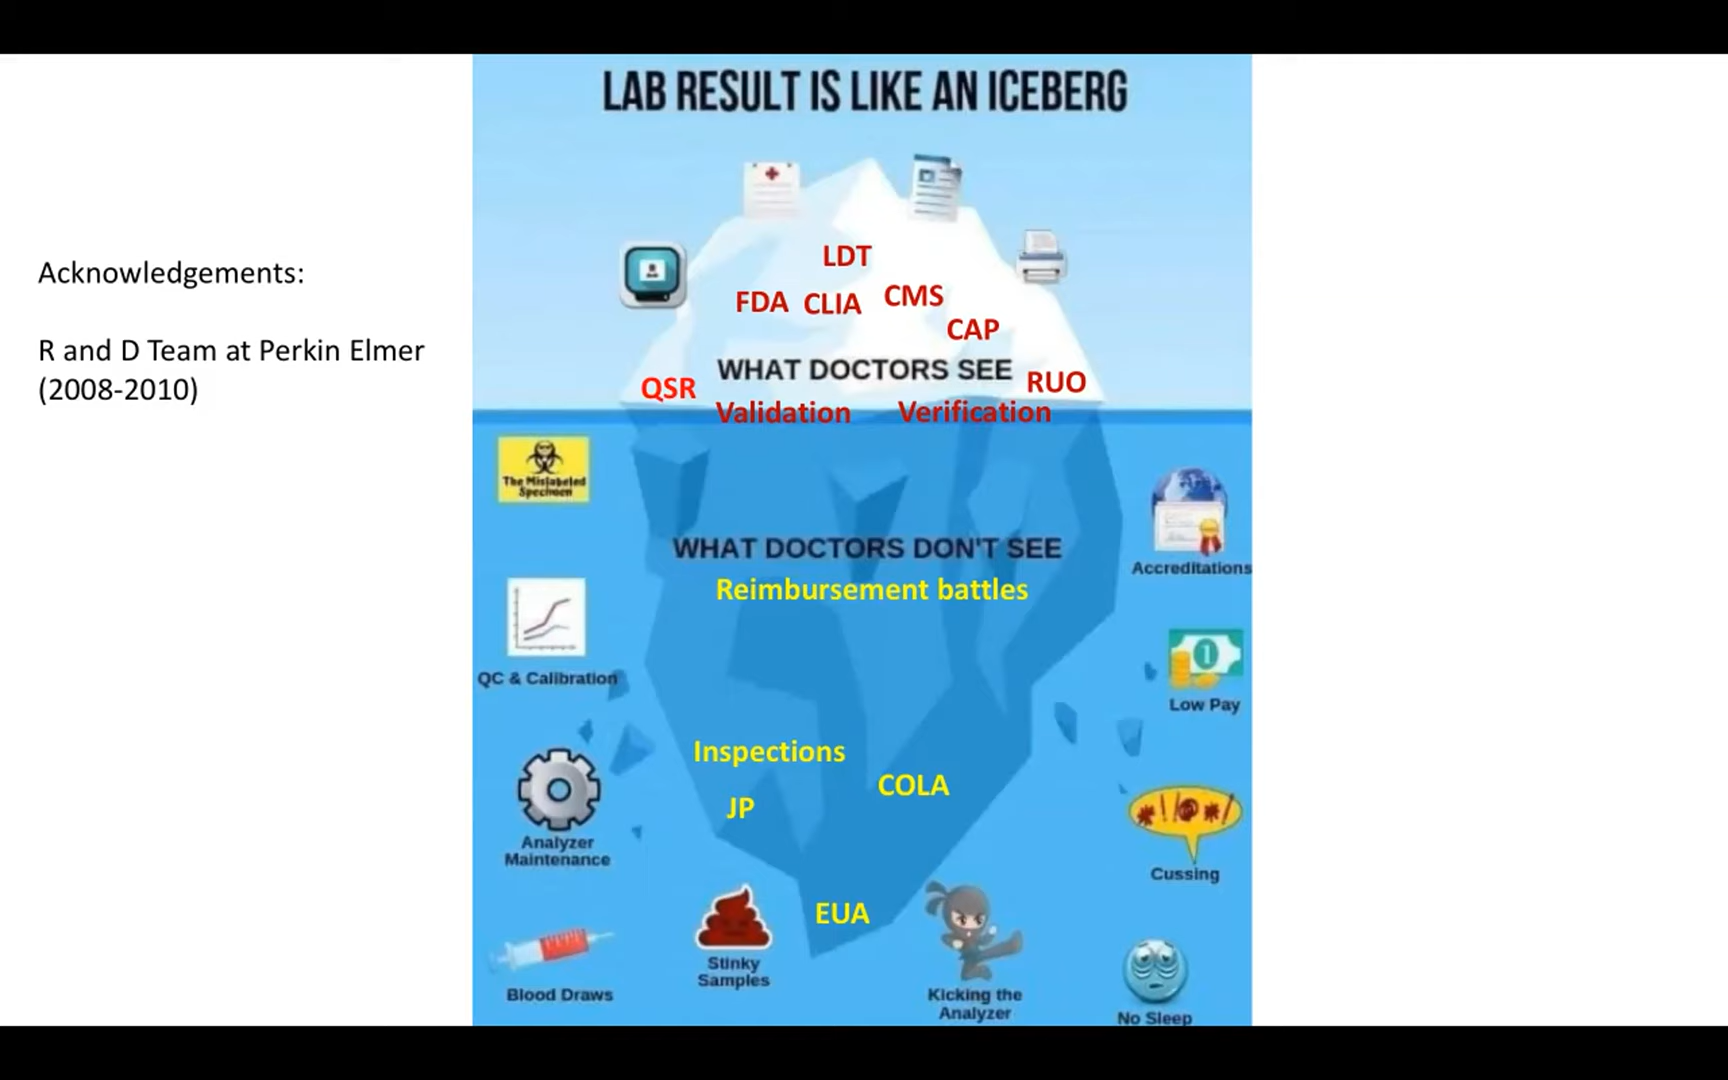 LAB RESULT IS LIKE AN ICEBERG
Acknowledgements:
R and D Team at Perkin Elmer
(2008-2010)
LDT
FDA CLIA CMS
CAP
WHAT DOCTORS SEE
QSR
RUO
Validation Verification
The Mislabeled
Specimen
WHAT DOCTORS DON'T SEE
Reimbursement battles
Accreditations
QC & Calibration
1
Low Pay
Inspections
COLA
JP
Analyzer
Maintenance
*!@*/
Cussing
EUA
Stinky
Samples
Blood Draws
Kicking the
Analyzer
No Sleep